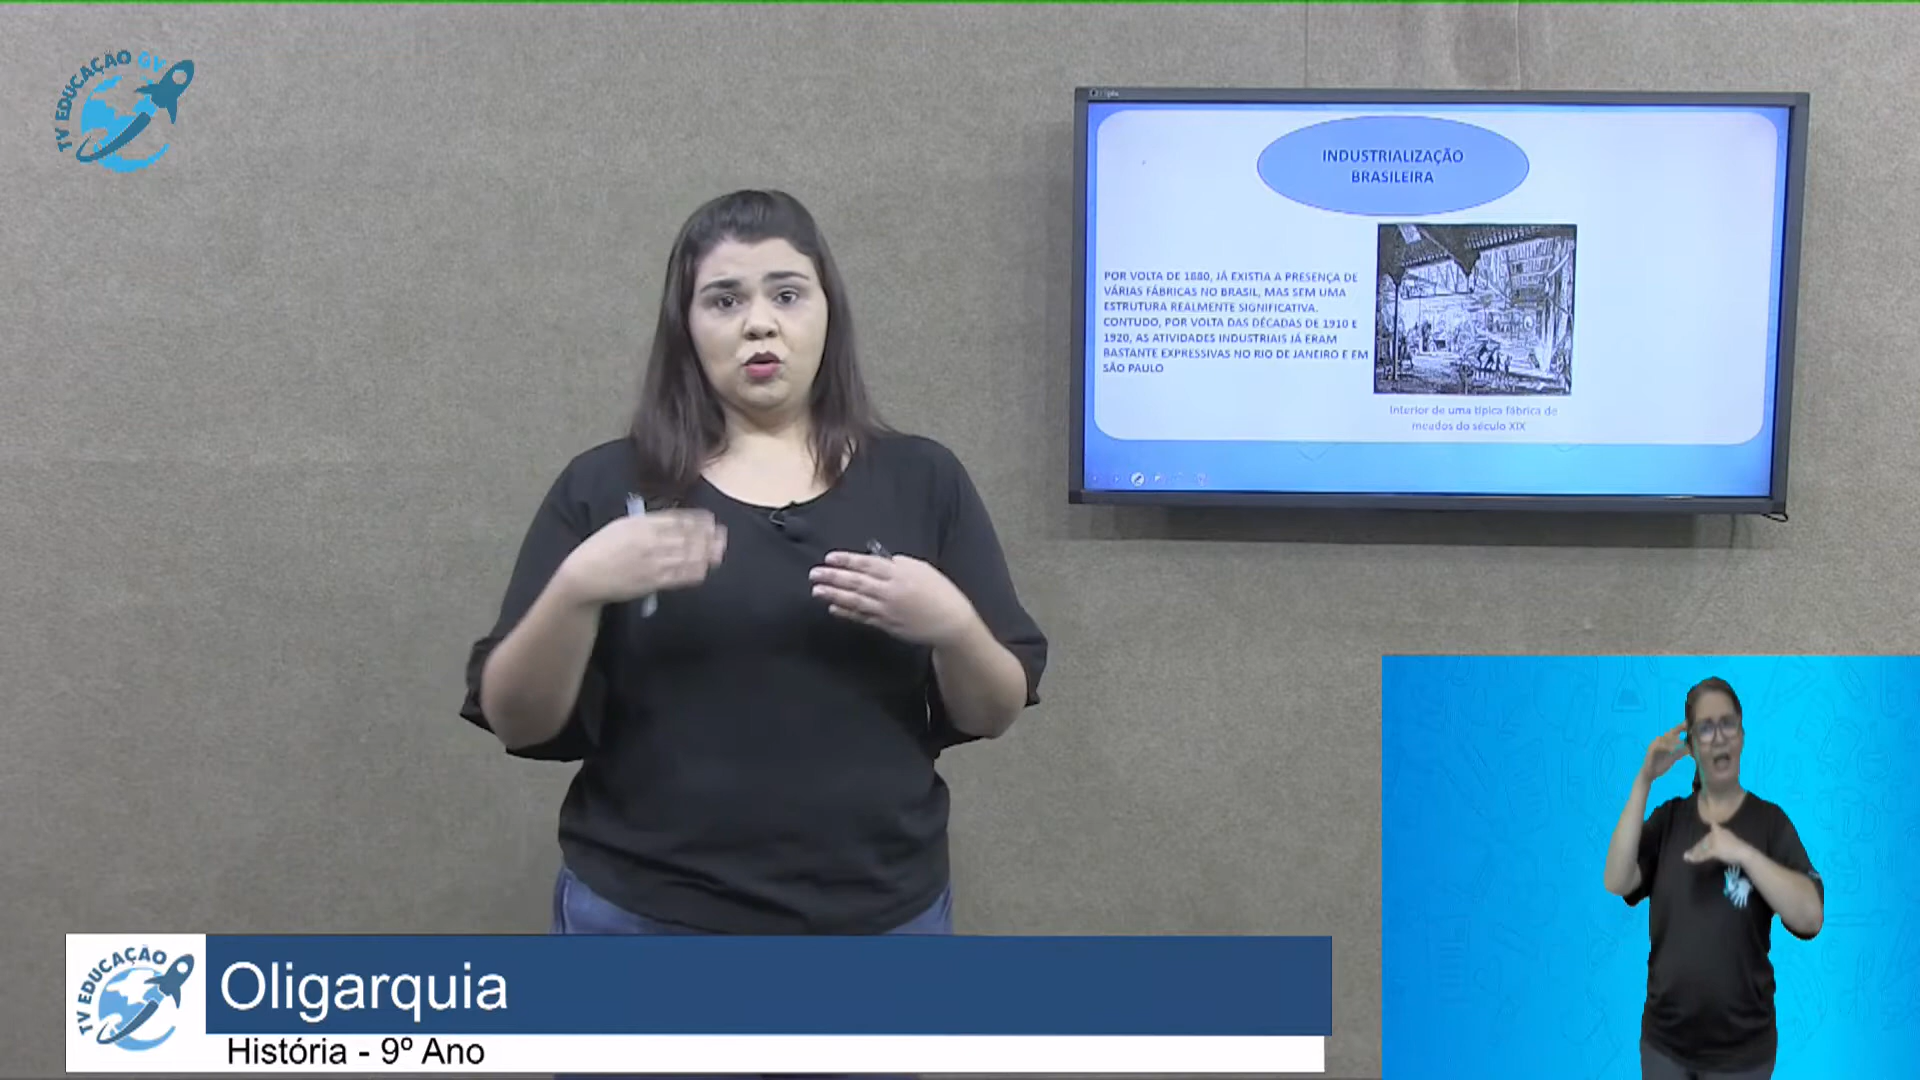 TV EDUCAÇÃO GV
INDUSTRIALIZAÇÃO
BRASILEIRA
POR VOLTA DE 1880, JÁ EXISTIA A PRESENÇA DE
VÁRIAS FÁBRICAS NO BRASIL, MAS SEM UMA
ESTRUTURA REALMENTE SIGNIFICATIVA.
CONTUDO, POR VOLTA DAS DÉCADAS DE 1910 E
1920, AS ATIVIDADES INDUSTRIAIS JÁ ERAM
BASTANTE EXPRESSIVAS NO RIO DE JANEIRO E EM
SÃO PAULO
Interior de uma típica fábrica de
meados do século XIX
TV EDUCAÇÃO
Oligarquia
História - 9º Ano